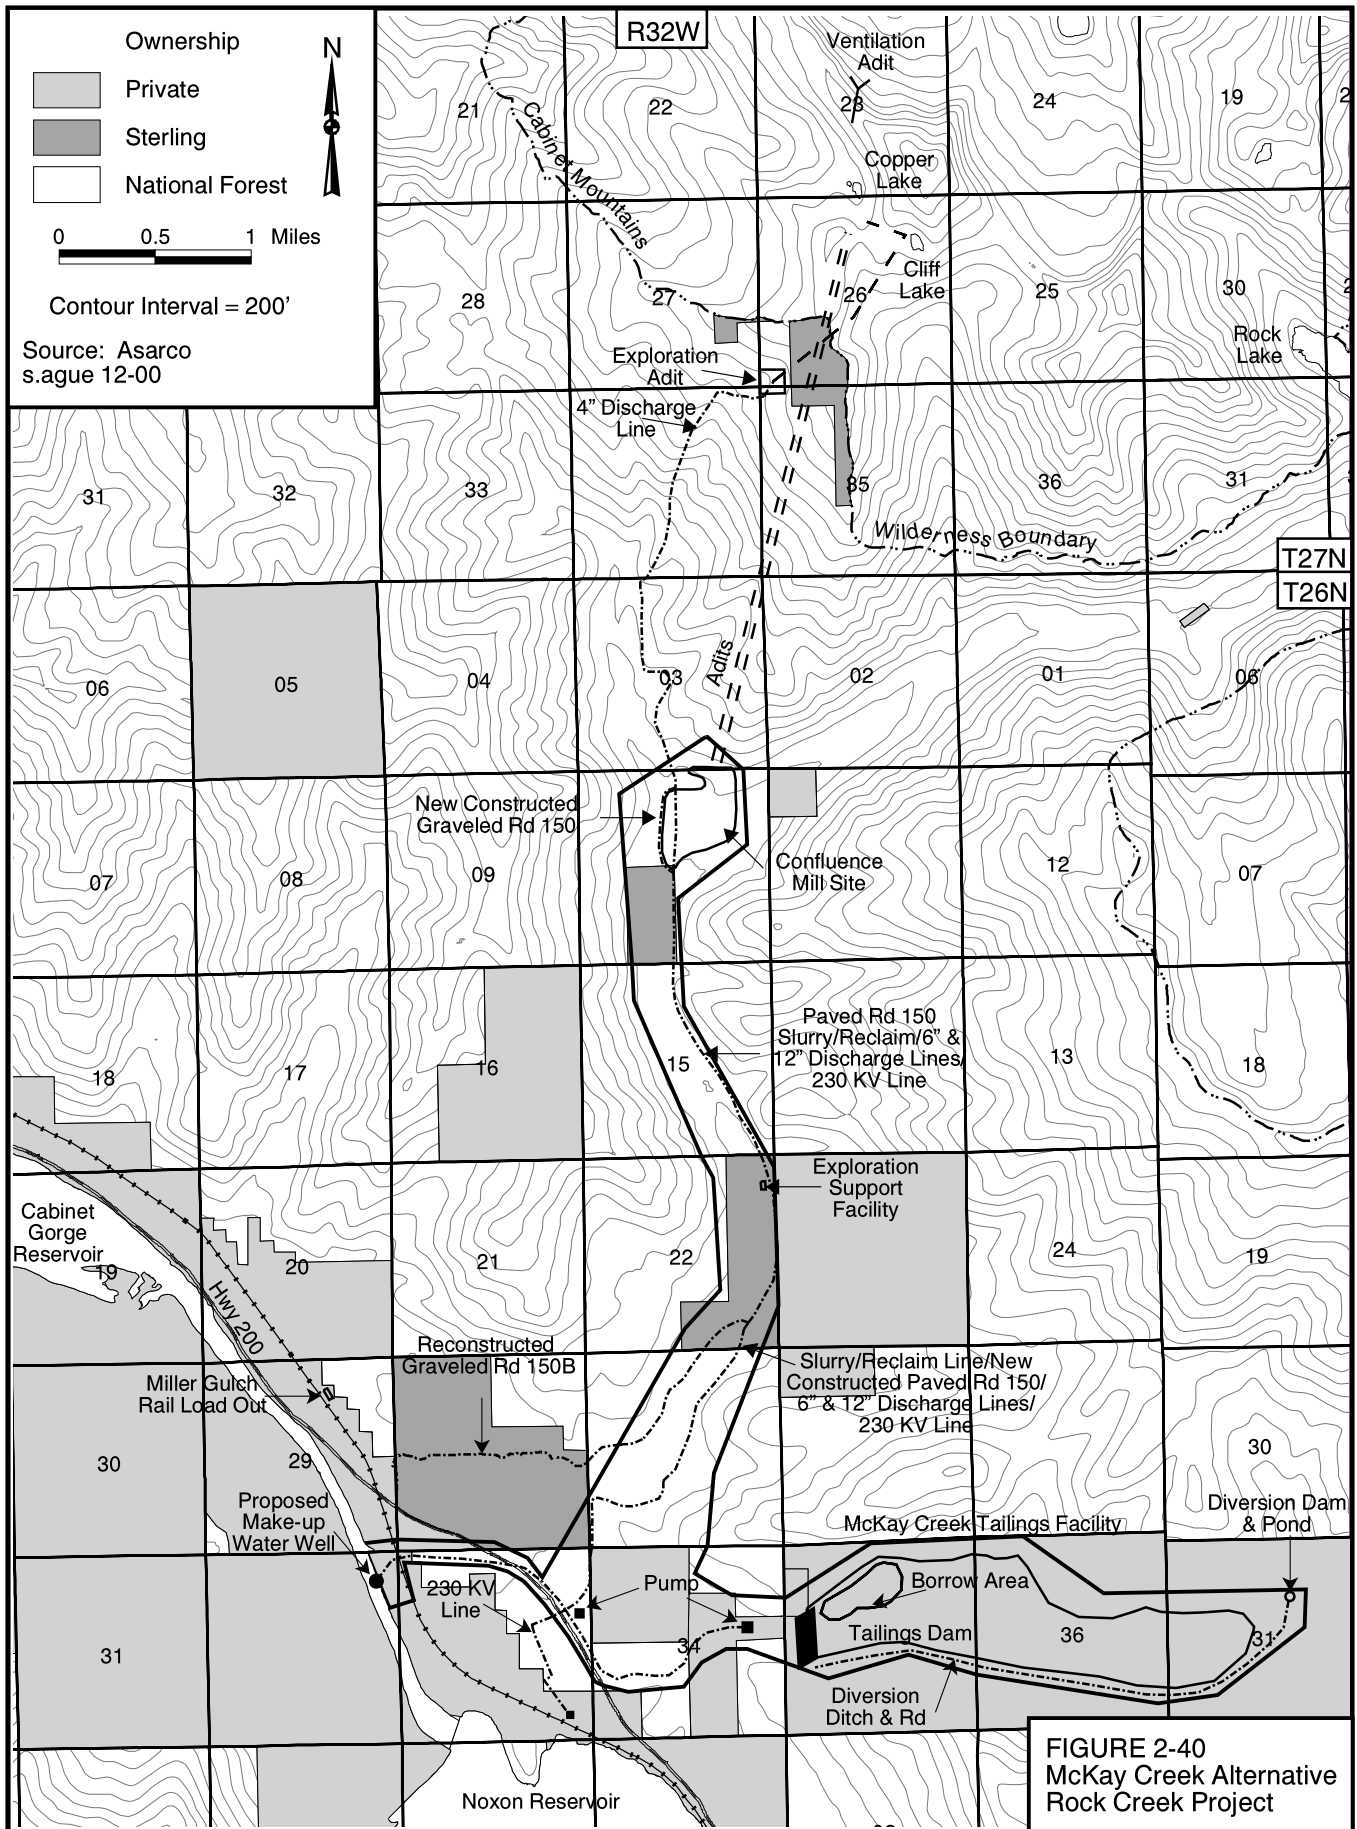 Ownership
N
Private
Sterling
National Forest
0 0.5 1 Miles
Contour Interval = 200'
Source: Asarco
s.ague 12-00
R32W
Ventilation
Adit
21
22
23
24
19
2
Cabinet Mountains
Copper
Lake
Cliff
Lake
28
27
26
25
30
2
Rock
Lake
Exploration
Adit
4" Discharge
Line
31
32
33
35
36
31
Wilderness Boundary
T27N
T26N
Adits
06
05
04
03
02
01
06
New Constructed
Graveled Rd 150
Confluence
Mill Site
07
08
09
12
07
Paved Rd 150
Slurry/Reclaim/6" &
12" Discharge Lines/
230 KV Line
18
17
16
15
13
18
Exploration
Support
Facility
Cabinet
Gorge
Reservoir
19
20
21
22
24
19
Hwy 200
Reconstructed
Graveled Rd 150B
Miller Gulch
Rail Load Out
Slurry/Reclaim Line/New
Constructed Paved Rd 150/
6" & 12" Discharge Lines/
230 KV Line
30
29
30
Proposed
Make-up
Water Well
McKay Creek Tailings Facility
Diversion Dam
& Pond
230 KV
Line
Pump
Borrow Area
Tailings Dam
31
34
36
31
Diversion
Ditch & Rd
Noxon Reservoir
FIGURE 2-40
McKay Creek Alternative
Rock Creek Project